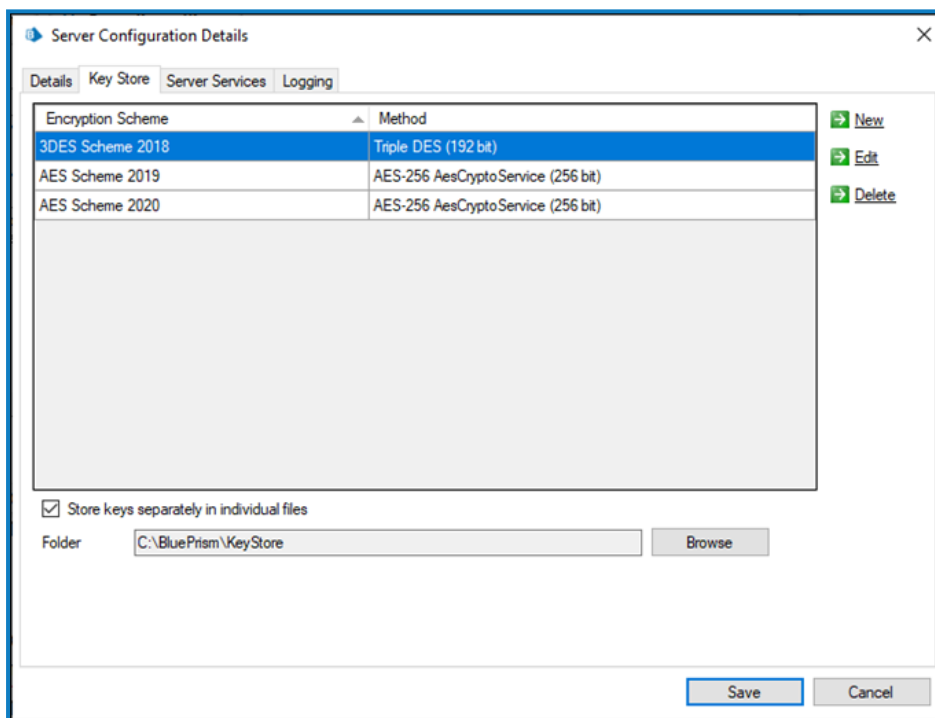 Server Configuration Details
Details Key Store Server Services Logging
Encryption Scheme Method
3DES Scheme 2018 Triple DES (192 bit)
AES Scheme 2019 AES-256 AesCryptoService (256 bit)
AES Scheme 2020 AES-256 AesCryptoService (256 bit)
New
Edit
Delete
Store keys separately in individual files
Folder C:\BluePrism\KeyStore Browse
Save Cancel